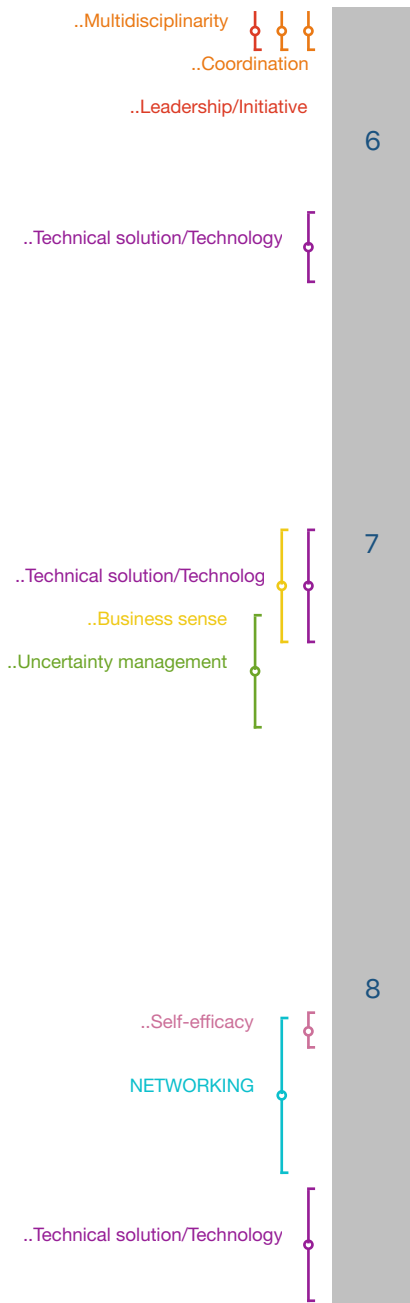 ..Multidisciplinarity
..Coordination
..Leadership/Initiative
6
..Technical solution/Technology
7
..Technical solution/Technolog
..Business sense
..Uncertainty management
8
..Self-efficacy
NETWORKING
..Technical solution/Technology